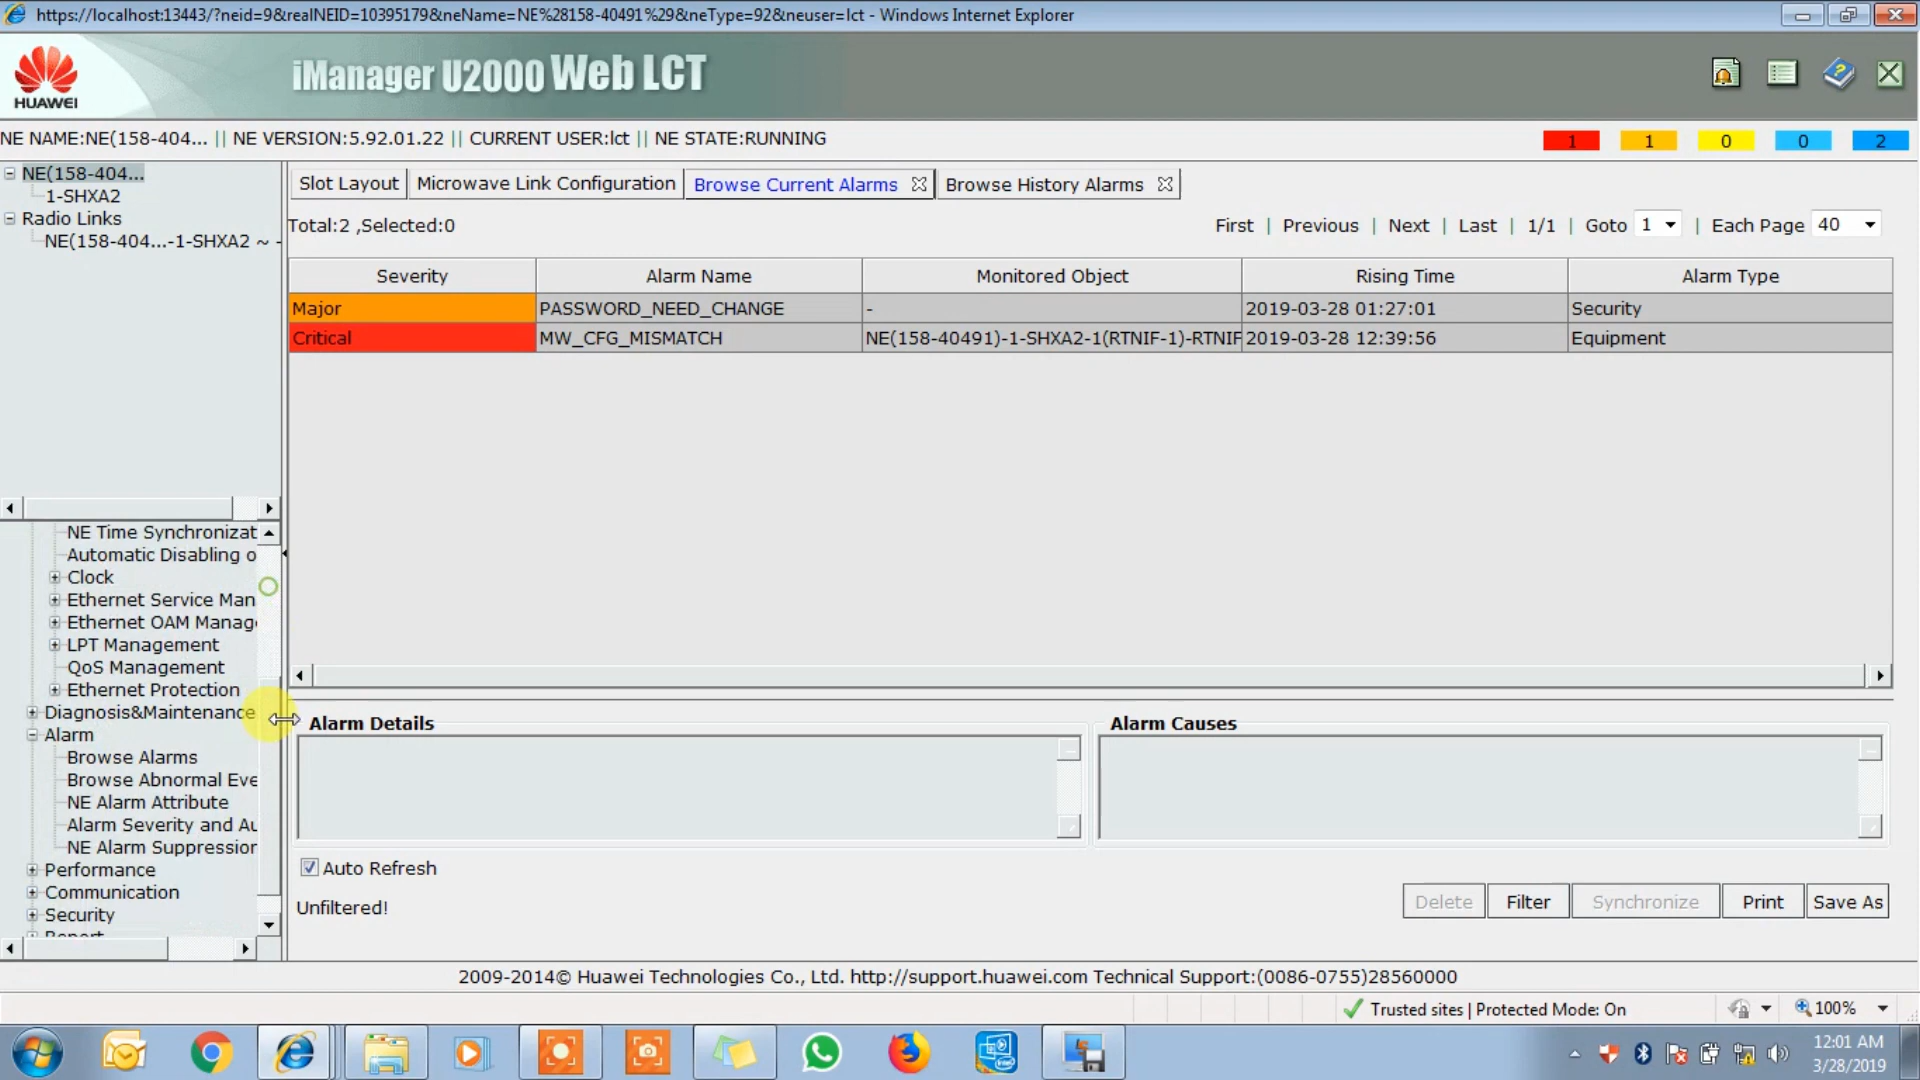 https://localhost:13443/?neid=9&realNEID=10395179&neName=NE%28158-40491%29&neType=92&neuser=lct - Windows Internet Explorer
HUAWEI
iManager U2000 Web LCT
NE NAME:NE(158-404... || NE VERSION:5.92.01.22 || CURRENT USER:lct || NE STATE:RUNNING
1 1 0 0 2
NE(158-404...
1-SHXA2
Radio Links
NE(158-404...-1-SHXA2 ~ -
Slot Layout Microwave Link Configuration Browse Current Alarms Browse History Alarms
Total:2 ,Selected:0
First | Previous | Next | Last | 1/1 | Goto 1 | Each Page 40
Severity Alarm Name Monitored Object Rising Time Alarm Type
Major PASSWORD_NEED_CHANGE - 2019-03-28 01:27:01 Security
Critical MW_CFG_MISMATCH NE(158-40491)-1-SHXA2-1(RTNIF-1)-RTNIF 2019-03-28 12:39:56 Equipment
NE Time Synchronizat
Automatic Disabling o
Clock
Ethernet Service Man
Ethernet OAM Manag
LPT Management
QoS Management
Ethernet Protection
Diagnosis&Maintenance
Alarm
Browse Alarms
Browse Abnormal Eve
NE Alarm Attribute
Alarm Severity and Au
NE Alarm Suppression
Performance
Communication
Security
Report
Alarm Details
Alarm Causes
Auto Refresh
Unfiltered!
Delete Filter Synchronize Print Save As
2009-2014© Huawei Technologies Co., Ltd. http://support.huawei.com Technical Support:(0086-0755)28560000
Trusted sites | Protected Mode: On
100%
12:01 AM
3/28/2019